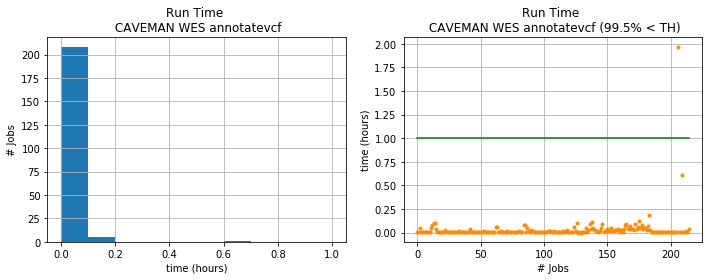 Run Time
CAVEMAN WES annotatevcf
200
175
150
125
100
75
50
25
0
# Jobs
0.0 0.2 0.4 0.6 0.8 1.0
time (hours)
Run Time
CAVEMAN WES annotatevcf (99.5% < TH)
2.00
1.75
1.50
1.25
1.00
0.75
0.50
0.25
0.00
time (hours)
0 50 100 150 200
# Jobs